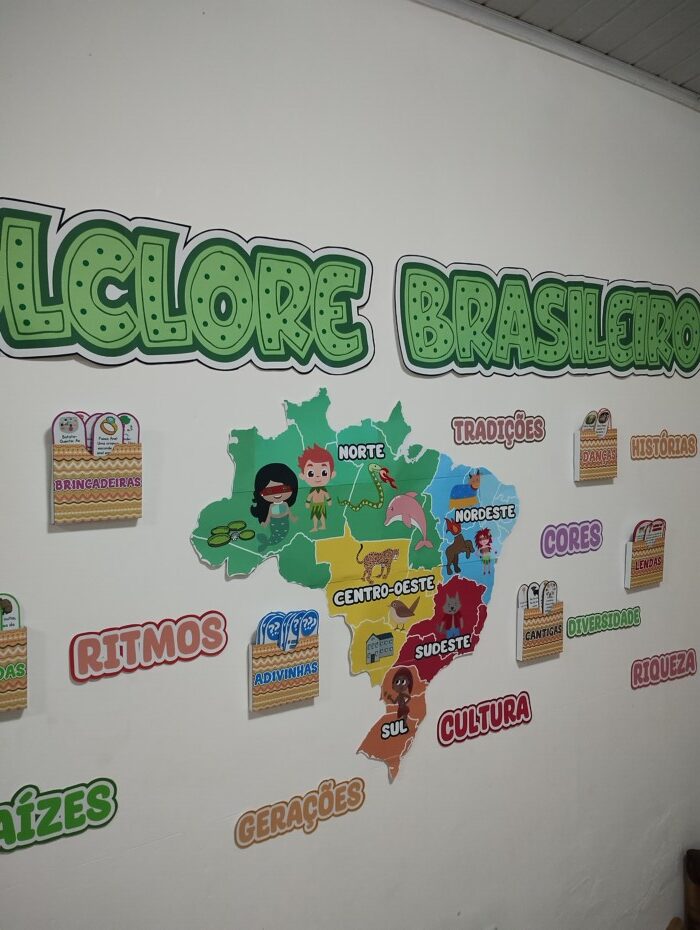 LCLORE BRASILEIRO
NORTE
NORDESTE
CENTRO-OESTE
SUDESTE
SUL
TRADIÇÕES
DANÇAS
HISTÓRIAS
BRINCADEIRAS
CORES
LENDAS
CANTIGAS
DIVERSIDADE
RITMOS
ADIVINHAS
DAS
RIQUEZA
CULTURA
AÍZES
GERAÇÕES